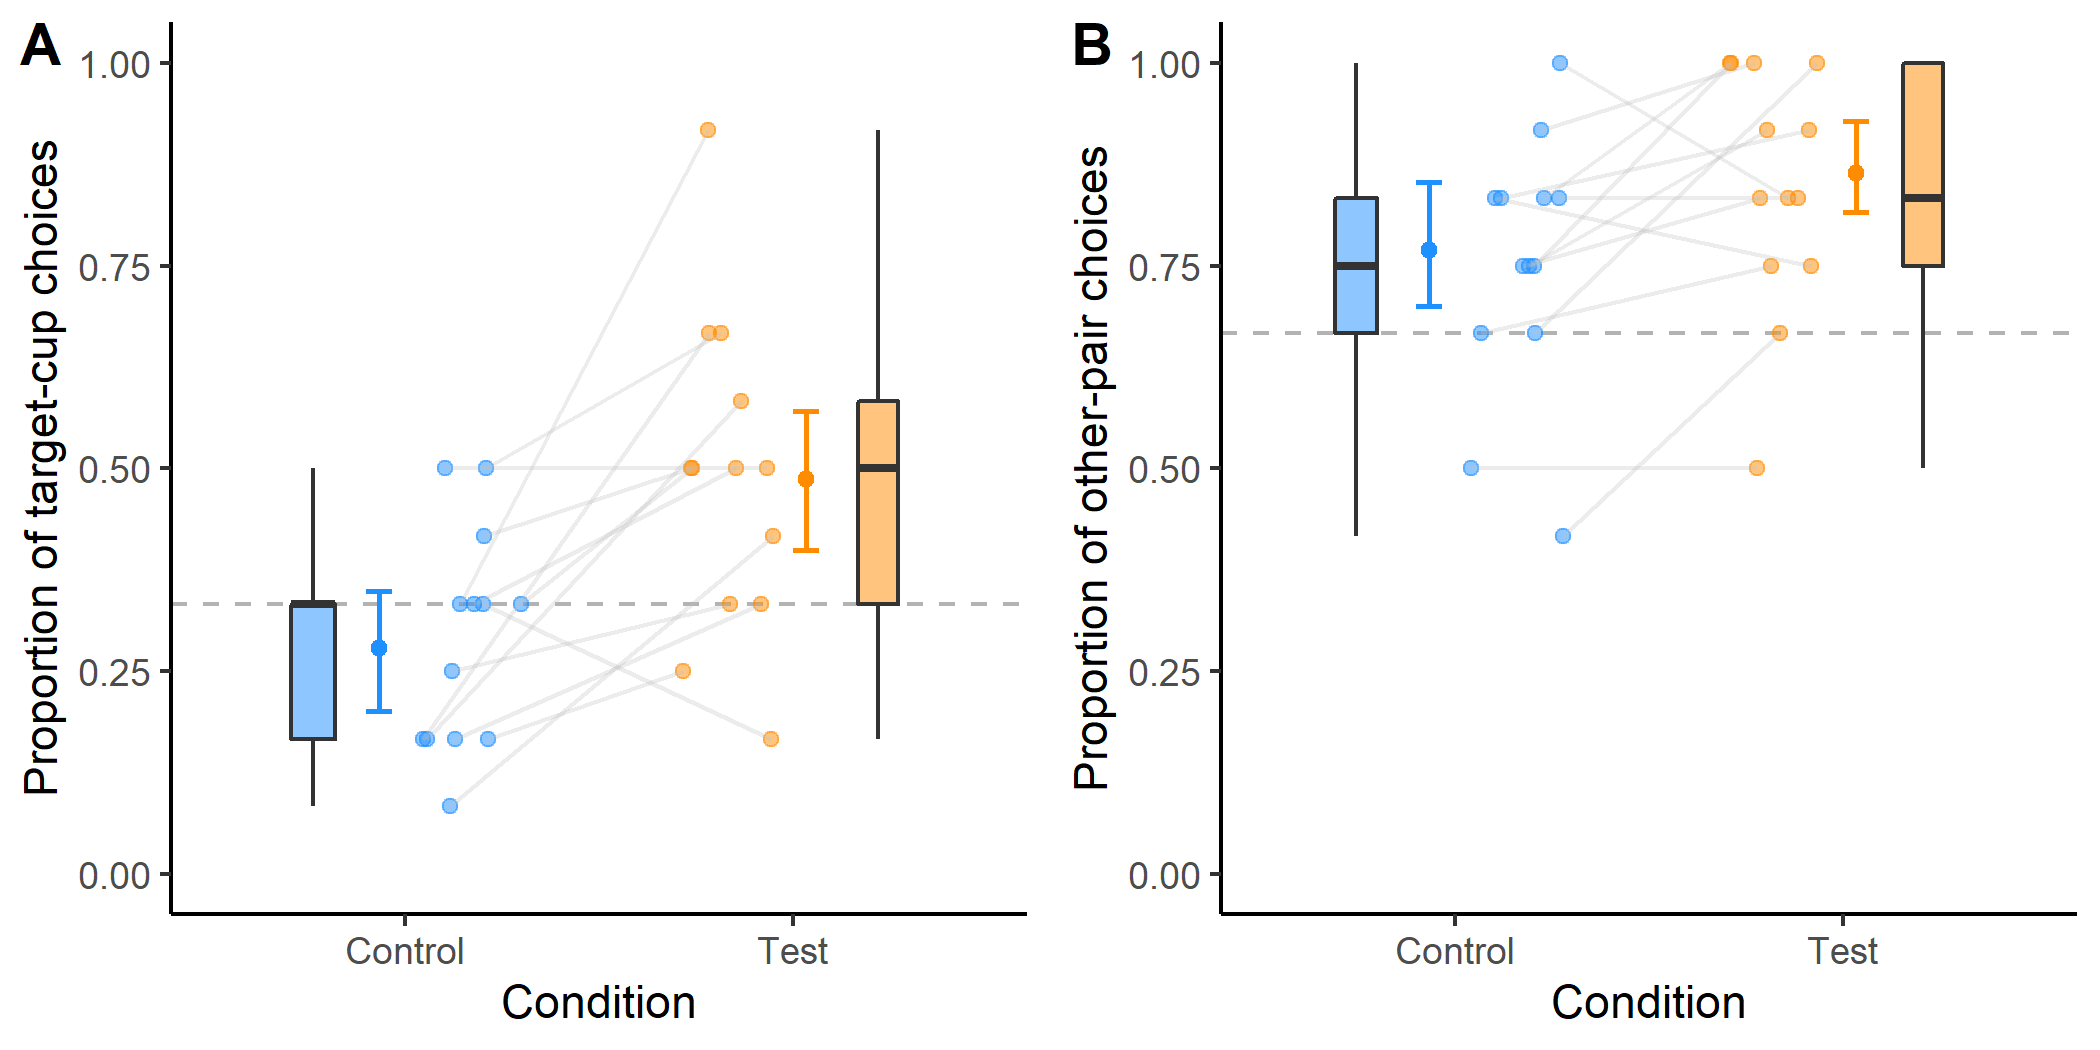 A
Proportion of target-cup choices
1.00
0.75
0.50
0.25
0.00
Control Test
Condition
B
Proportion of other-pair choices
1.00
0.75
0.50
0.25
0.00
Control Test
Condition